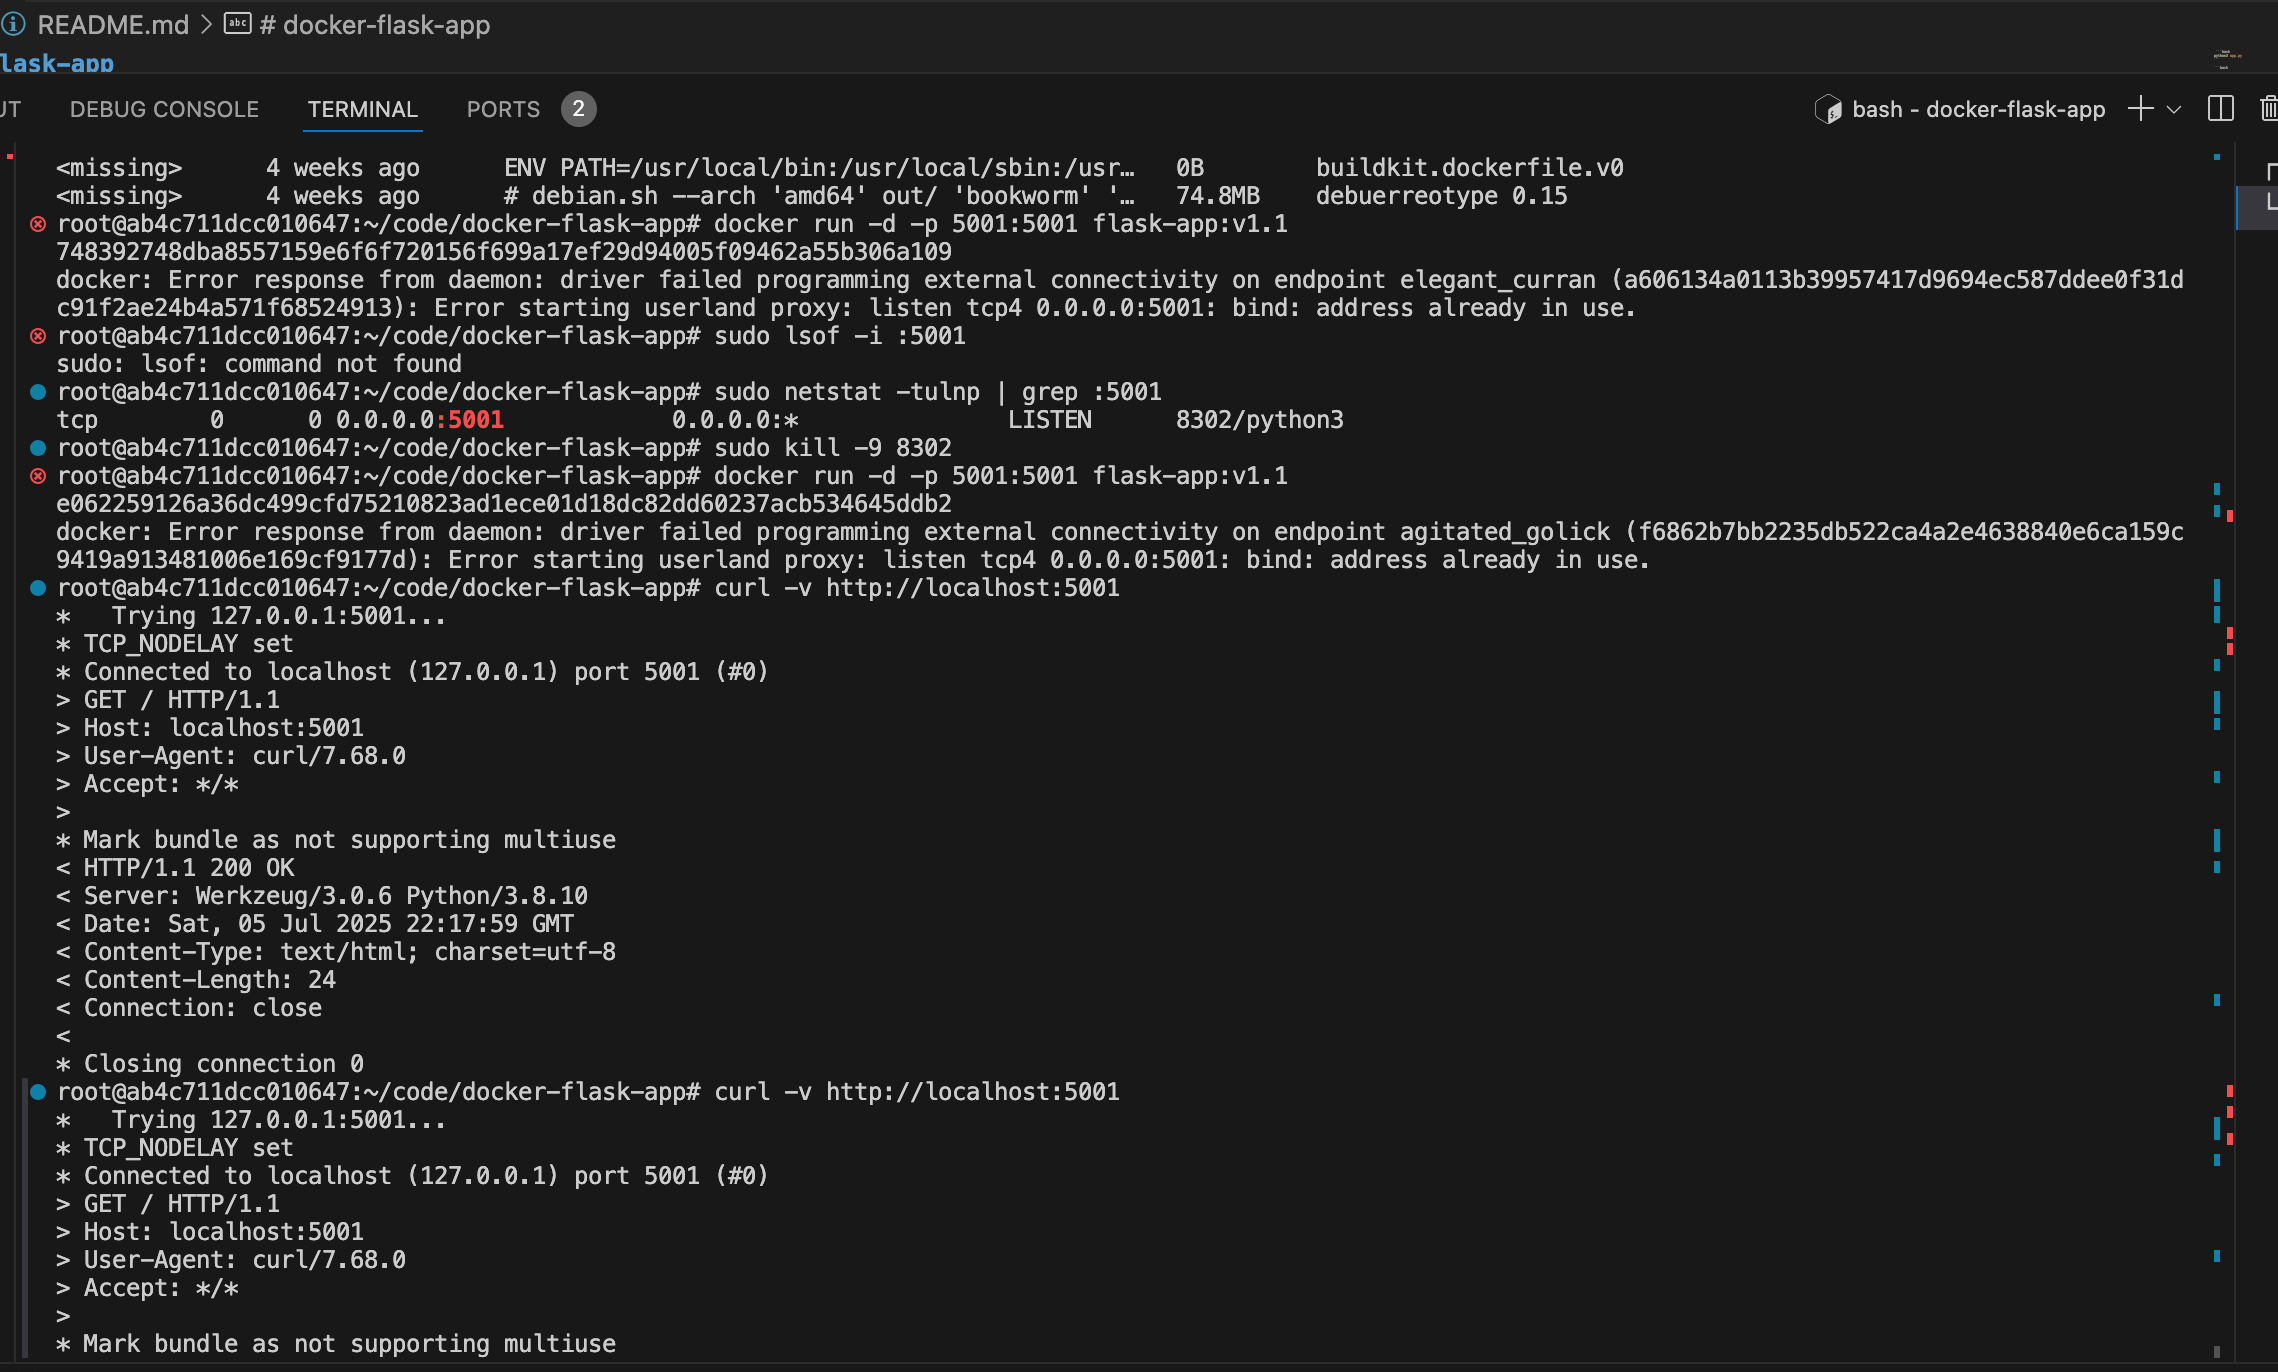 README.md > # docker-flask-app
lask-app
UT DEBUG CONSOLE TERMINAL PORTS 2 bash - docker-flask-app
<missing> 4 weeks ago ENV PATH=/usr/local/bin:/usr/local/sbin:/usr… 0B buildkit.dockerfile.v0
<missing> 4 weeks ago # debian.sh --arch 'amd64' out/ 'bookworm' '… 74.8MB debuerreotype 0.15
root@ab4c711dcc010647:~/code/docker-flask-app# docker run -d -p 5001:5001 flask-app:v1.1
748392748dba8557159e6f6f720156f699a17ef29d94005f09462a55b306a109
docker: Error response from daemon: driver failed programming external connectivity on endpoint elegant_curran (a606134a0113b39957417d9694ec587ddee0f31d
c91f2ae24b4a571f68524913): Error starting userland proxy: listen tcp4 0.0.0.0:5001: bind: address already in use.
root@ab4c711dcc010647:~/code/docker-flask-app# sudo lsof -i :5001
sudo: lsof: command not found
root@ab4c711dcc010647:~/code/docker-flask-app# sudo netstat -tulnp | grep :5001
tcp 0 0 0.0.0.0:5001 0.0.0.0:* LISTEN 8302/python3
root@ab4c711dcc010647:~/code/docker-flask-app# sudo kill -9 8302
root@ab4c711dcc010647:~/code/docker-flask-app# docker run -d -p 5001:5001 flask-app:v1.1
e062259126a36dc499cfd75210823ad1ece01d18dc82dd60237acb534645ddb2
docker: Error response from daemon: driver failed programming external connectivity on endpoint agitated_golick (f6862b7bb2235db522ca4a2e4638840e6ca159c
9419a913481006e169cf9177d): Error starting userland proxy: listen tcp4 0.0.0.0:5001: bind: address already in use.
root@ab4c711dcc010647:~/code/docker-flask-app# curl -v http://localhost:5001
* Trying 127.0.0.1:5001...
* TCP_NODELAY set
* Connected to localhost (127.0.0.1) port 5001 (#0)
> GET / HTTP/1.1
> Host: localhost:5001
> User-Agent: curl/7.68.0
> Accept: */*
>
* Mark bundle as not supporting multiuse
< HTTP/1.1 200 OK
< Server: Werkzeug/3.0.6 Python/3.8.10
< Date: Sat, 05 Jul 2025 22:17:59 GMT
< Content-Type: text/html; charset=utf-8
< Content-Length: 24
< Connection: close
<
* Closing connection 0
root@ab4c711dcc010647:~/code/docker-flask-app# curl -v http://localhost:5001
* Trying 127.0.0.1:5001...
* TCP_NODELAY set
* Connected to localhost (127.0.0.1) port 5001 (#0)
> GET / HTTP/1.1
> Host: localhost:5001
> User-Agent: curl/7.68.0
> Accept: */*
>
* Mark bundle as not supporting multiuse